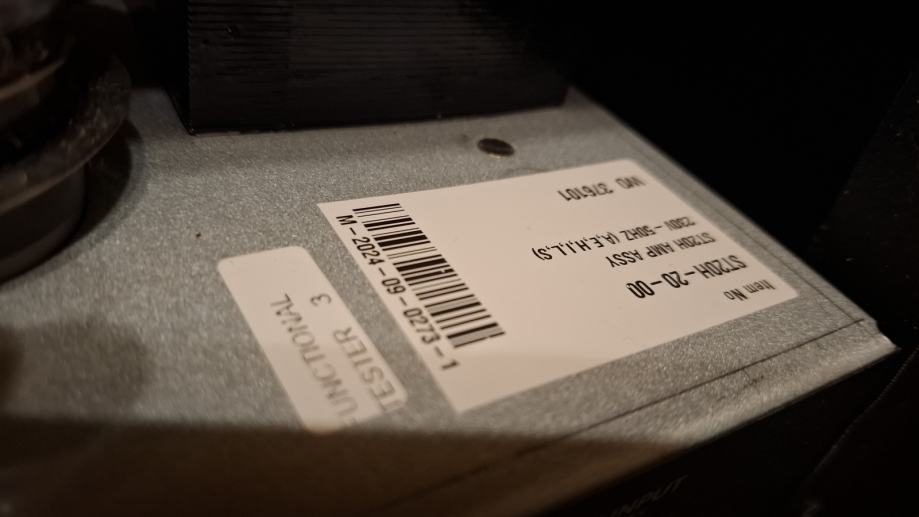 Item No
ST20H-20-00
ST20H AMP ASSY
230V~50HZ (A,E,H,I,L,S)
WO 376101
M-2024-09-0273-1
FUNCTIONAL
TESTER 3
INPUT